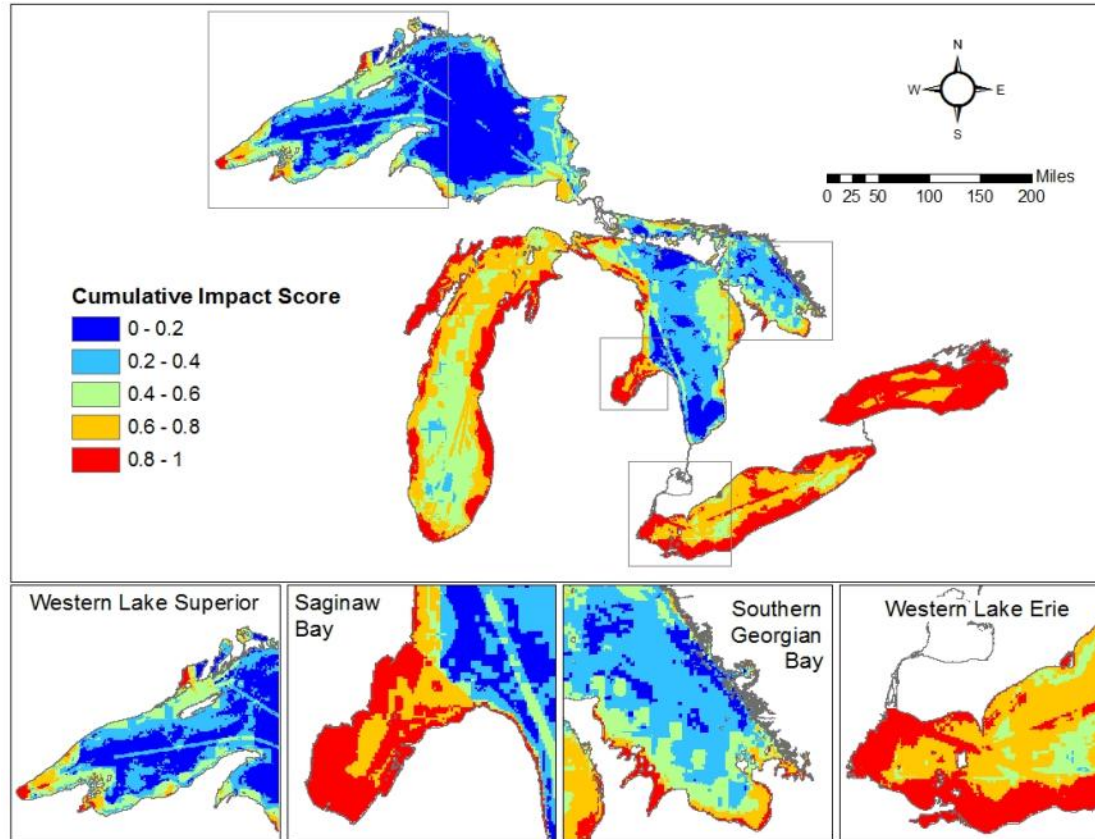 N
W E
S
Miles
0 25 50 100 150 200
Cumulative Impact Score
0 - 0.2
0.2 - 0.4
0.4 - 0.6
0.6 - 0.8
0.8 - 1
Western Lake Superior
Saginaw
Bay
Southern
Georgian
Bay
Western Lake Erie